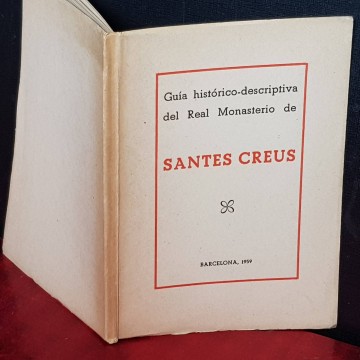 Guía histórico-descriptiva
del Real Monasterio de
SANTES CREUS
BARCELONA, 1959